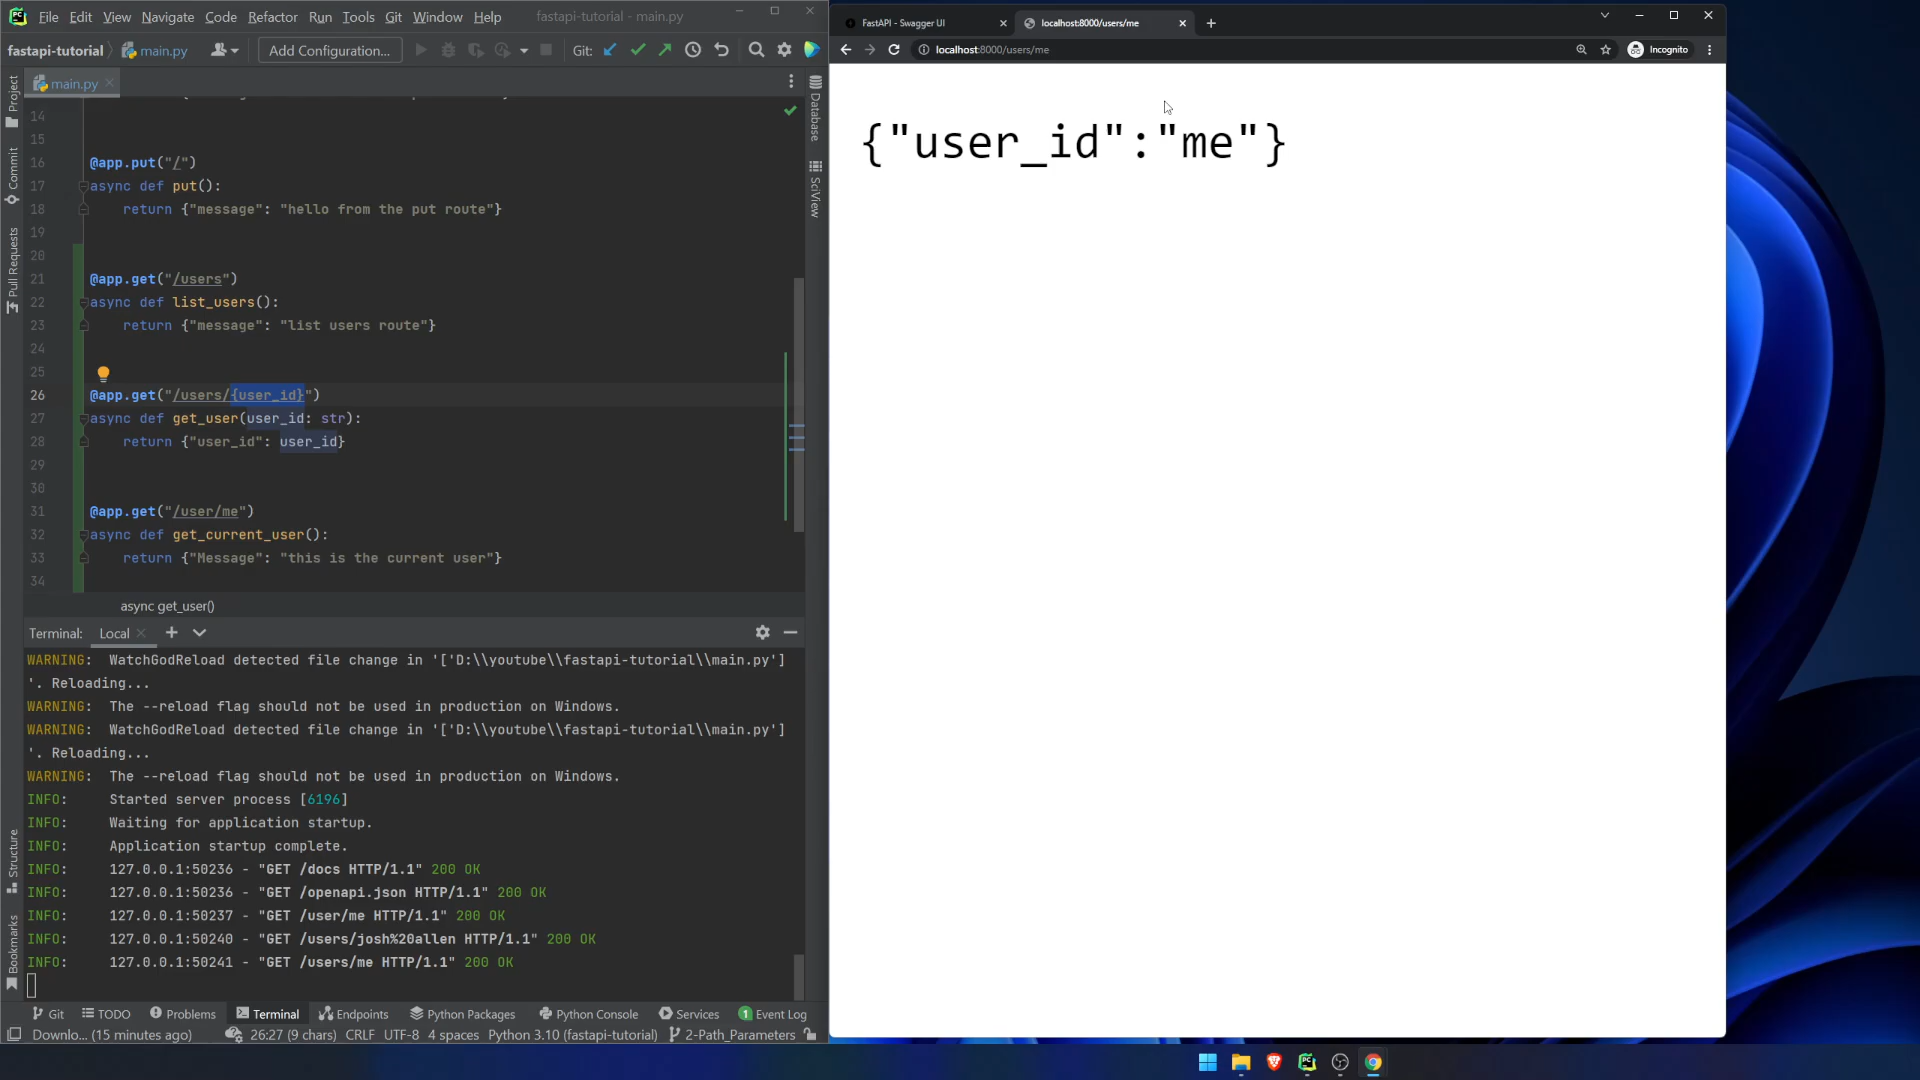 File Edit View Navigate Code Refactor Run Tools Git Window Help fastapi-tutorial - main.py
fastapi-tutorial main.py Add Configuration... Git:
main.py
14
15
16 @app.put("/")
17 async def put():
18 return {"message": "hello from the put route"}
19
20
21 @app.get("/users")
22 async def list_users():
23 return {"message": "list users route"}
24
25
26 @app.get("/users/{user_id}")
27 async def get_user(user_id: str):
28 return {"user_id": user_id}
29
30
31 @app.get("/user/me")
32 async def get_current_user():
33 return {"Message": "this is the current user"}
34
async get_user()
Project
Commit
Pull Requests
Structure
Bookmarks
Database
SciView
Terminal: Local
WARNING: WatchGodReload detected file change in '['D:\\youtube\\fastapi-tutorial\\main.py']
'. Reloading...
WARNING: The --reload flag should not be used in production on Windows.
WARNING: WatchGodReload detected file change in '['D:\\youtube\\fastapi-tutorial\\main.py']
'. Reloading...
WARNING: The --reload flag should not be used in production on Windows.
INFO: Started server process [6196]
INFO: Waiting for application startup.
INFO: Application startup complete.
INFO: 127.0.0.1:50236 - "GET /docs HTTP/1.1" 200 OK
INFO: 127.0.0.1:50236 - "GET /openapi.json HTTP/1.1" 200 OK
INFO: 127.0.0.1:50237 - "GET /user/me HTTP/1.1" 200 OK
INFO: 127.0.0.1:50240 - "GET /users/josh%20allen HTTP/1.1" 200 OK
INFO: 127.0.0.1:50241 - "GET /users/me HTTP/1.1" 200 OK
Git TODO Problems Terminal Endpoints Python Packages Python Console Services 1 Event Log
Downlo... (15 minutes ago) 26:27 (9 chars) CRLF UTF-8 4 spaces Python 3.10 (fastapi-tutorial) 2-Path_Parameters
FastAPI - Swagger UI localhost:8000/users/me
localhost:8000/users/me Incognito
{"user_id":"me"}